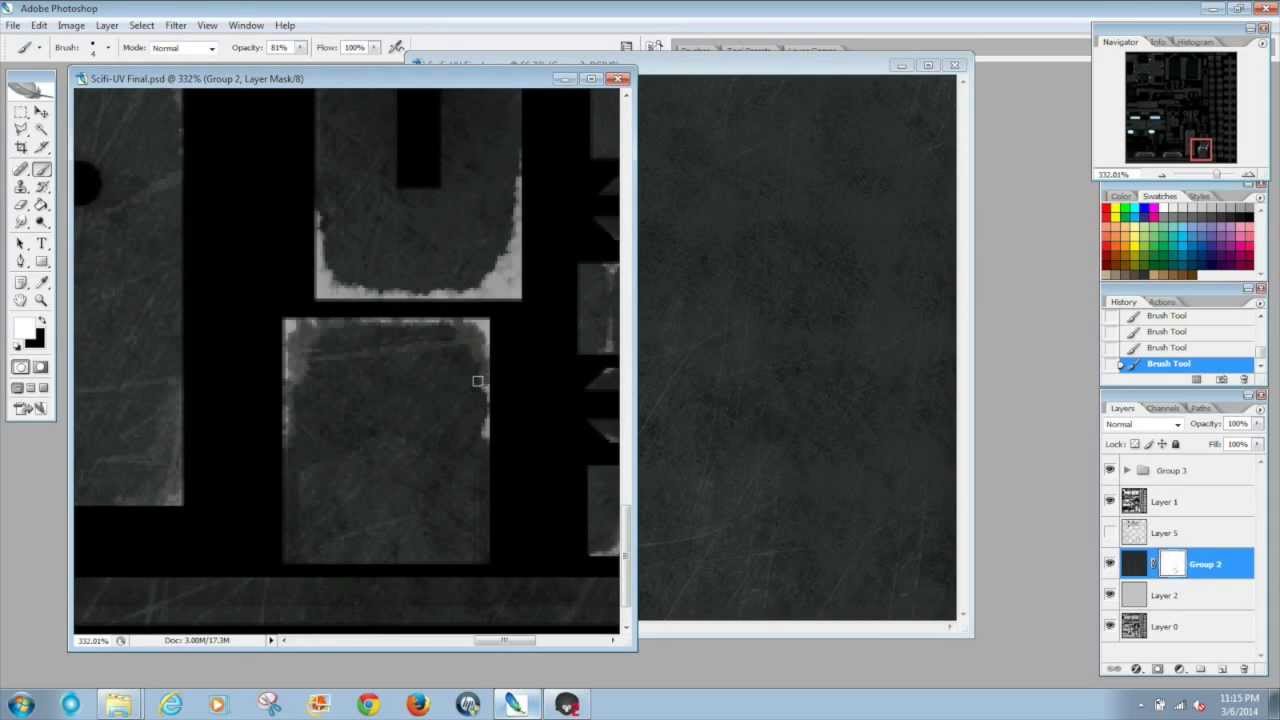 Adobe Photoshop
File Edit Image Layer Select Filter View Window Help
Brush: 4 Mode: Normal Opacity: 81% Flow: 100%
Navigator Info Histogram
Scifi-UV Final.psd @ 332% (Group 2, Layer Mask/8)
332.01%
Color Swatches Styles
History Actions
Brush Tool
Brush Tool
Brush Tool
Brush Tool
Layers Channels Paths
Normal Opacity: 100%
Lock: Fill: 100%
Group 3
Layer 1
Layer 5
Group 2
Layer 2
Layer 0
332.01% Doc: 3.00M/17.3M
11:15 PM
3/6/2014